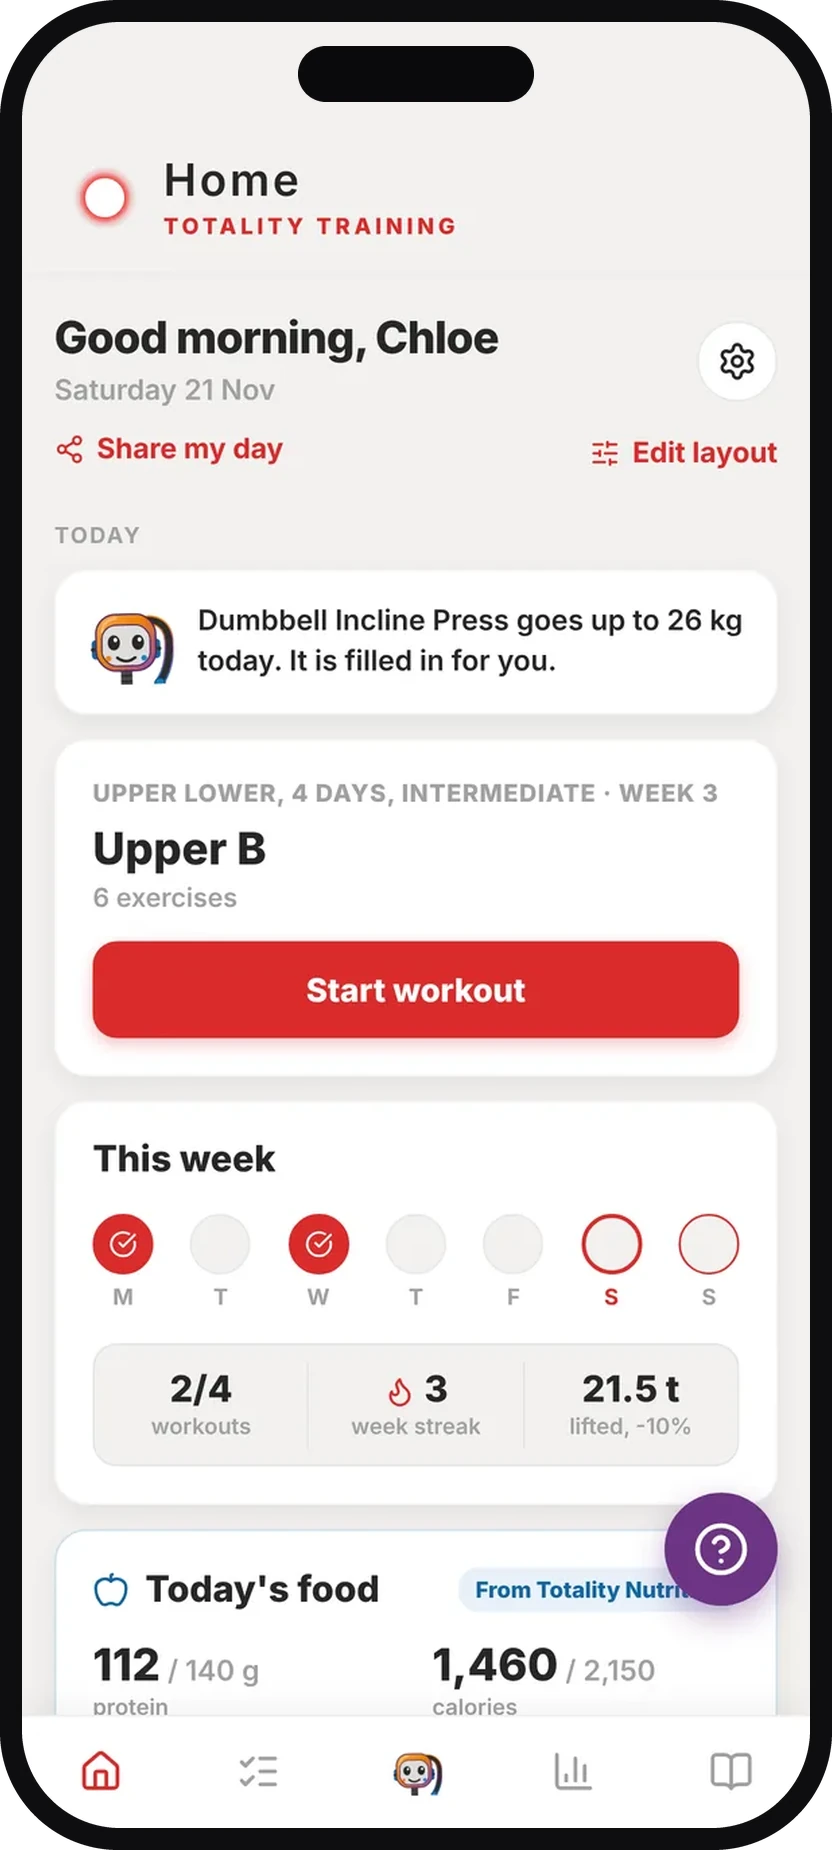 Home
TOTALITY TRAINING
Good morning, Chloe
Saturday 21 Nov
Share my day
Edit layout
TODAY
Dumbbell Incline Press goes up to 26 kg
today. It is filled in for you.
UPPER LOWER, 4 DAYS, INTERMEDIATE · WEEK 3
Upper B
6 exercises
Start workout
This week
M T W T F S S
2/4 3 21.5 t
workouts week streak lifted, -10%
Today's food
From Totality
112 / 140 g 1,460 / 2,150
protein calories